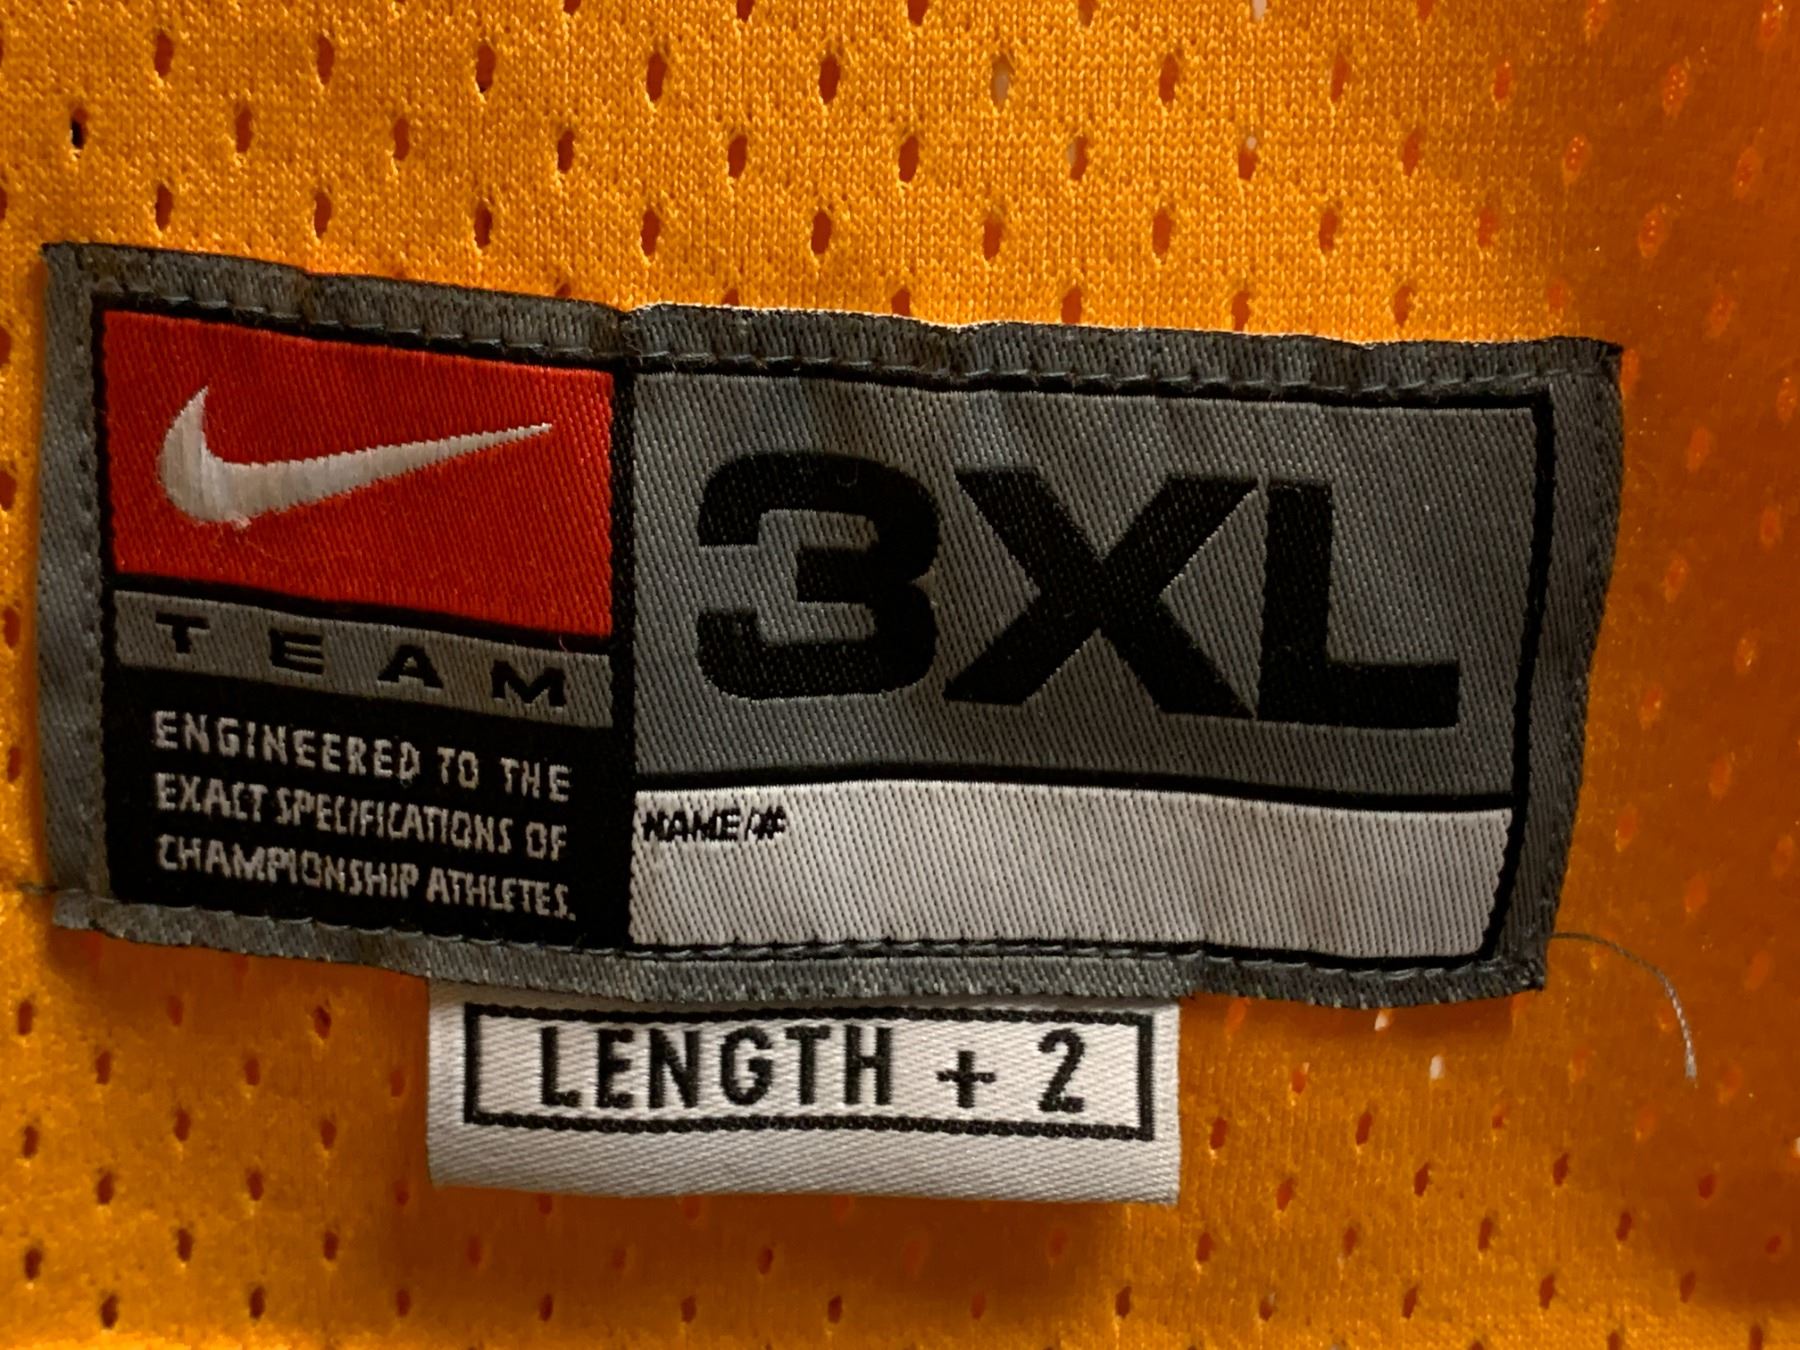 TEAM
ENGINEERED TO THE
EXACT SPECIFICATIONS OF
CHAMPIONSHIP ATHLETES.
3XL
NAME/#
LENGTH + 2